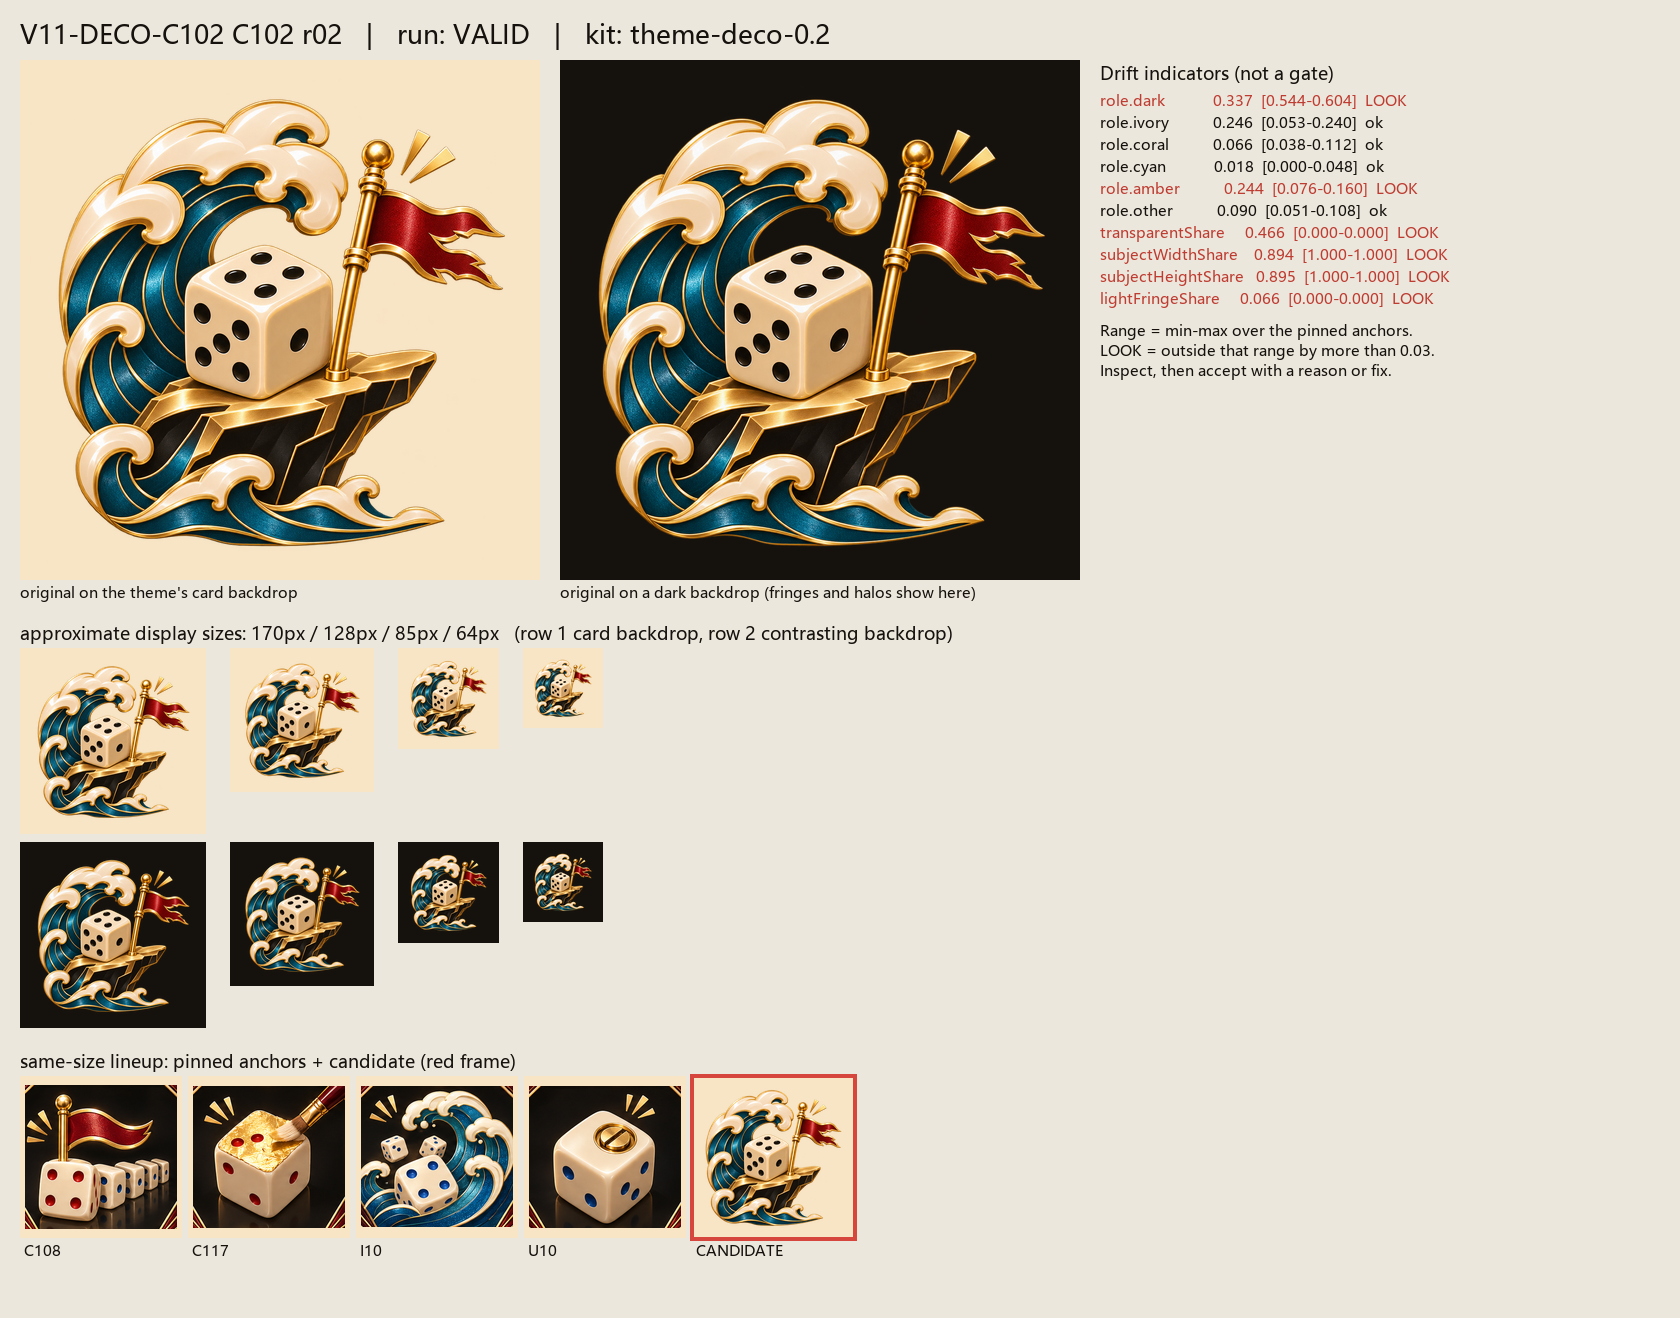 V11-DECO-C102 C102 r02 | run: VALID | kit: theme-deco-0.2
Drift indicators (not a gate)
role.dark 0.337 [0.544-0.604] LOOK
role.ivory 0.246 [0.053-0.240] ok
role.coral 0.066 [0.038-0.112] ok
role.cyan 0.018 [0.000-0.048] ok
role.amber 0.244 [0.076-0.160] LOOK
role.other 0.090 [0.051-0.108] ok
transparentShare 0.466 [0.000-0.000] LOOK
subjectWidthShare 0.894 [1.000-1.000] LOOK
subjectHeightShare 0.895 [1.000-1.000] LOOK
lightFringeShare 0.066 [0.000-0.000] LOOK
Range = min-max over the pinned anchors.
LOOK = outside that range by more than 0.03.
Inspect, then accept with a reason or fix.
original on the theme's card backdrop
original on a dark backdrop (fringes and halos show here)
approximate display sizes: 170px / 128px / 85px / 64px (row 1 card backdrop, row 2 contrasting backdrop)
same-size lineup: pinned anchors + candidate (red frame)
C108
C117
I10
U10
CANDIDATE